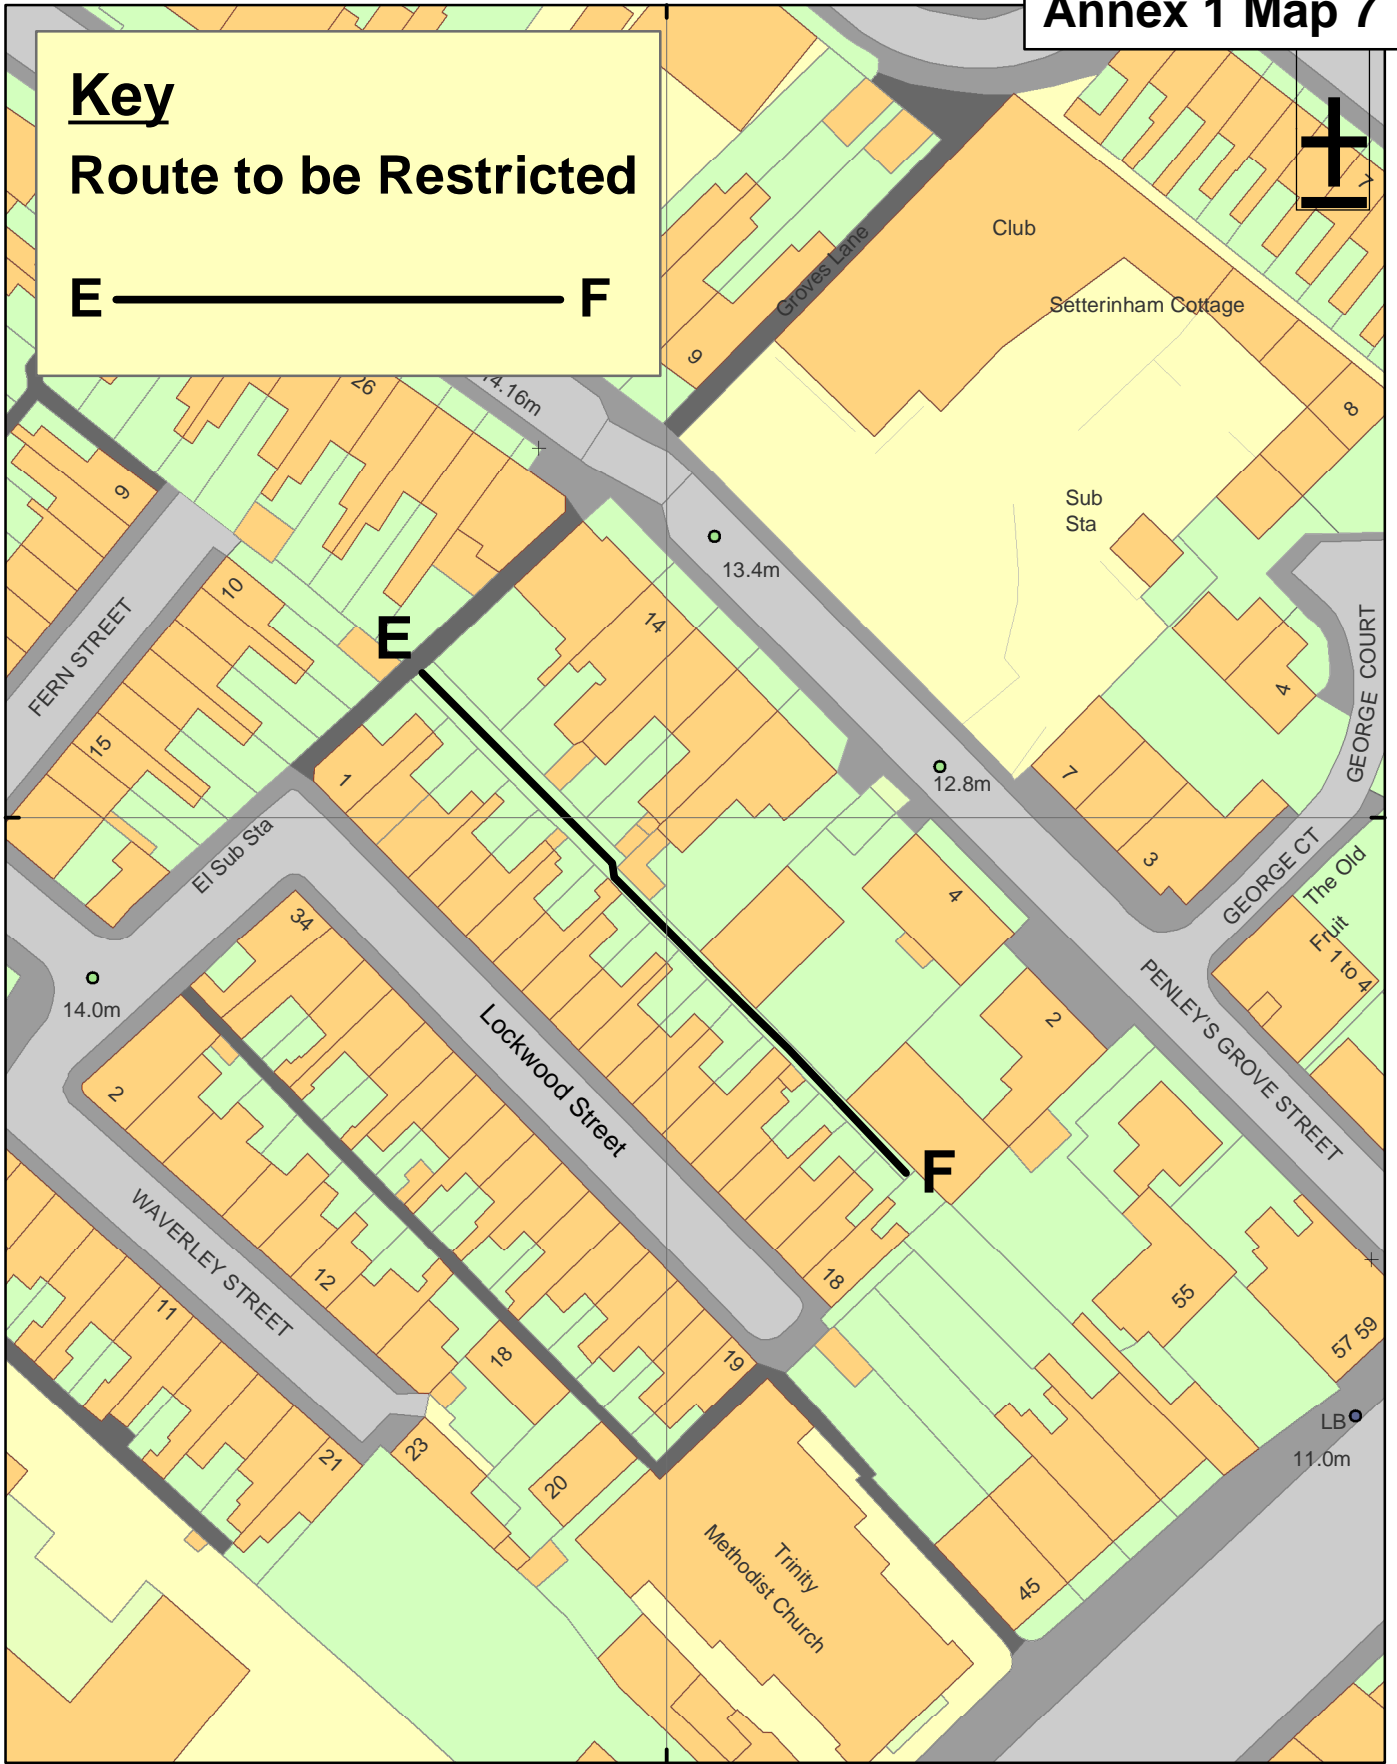 Annex 1 Map 7
Key
Route to be Restricted
E F
Club
Groves Lane
Setterinham Cottage
7
9
26
14.16m
8
9
Sub
Sta
13.4m
10
E
14
FERN STREET
4
GEORGE COURT
15
1
7
12.8m
El Sub Sta
3
GEORGE CT
The Old
Fruit
1 to 4
4
34
14.0m
2
PENLEY'S GROVE STREET
Lockwood Street
2
F
WAVERLEY STREET
12
11
18
55
57 59
18
19
LB
11.0m
23
21
20
Trinity
Methodist Church
45